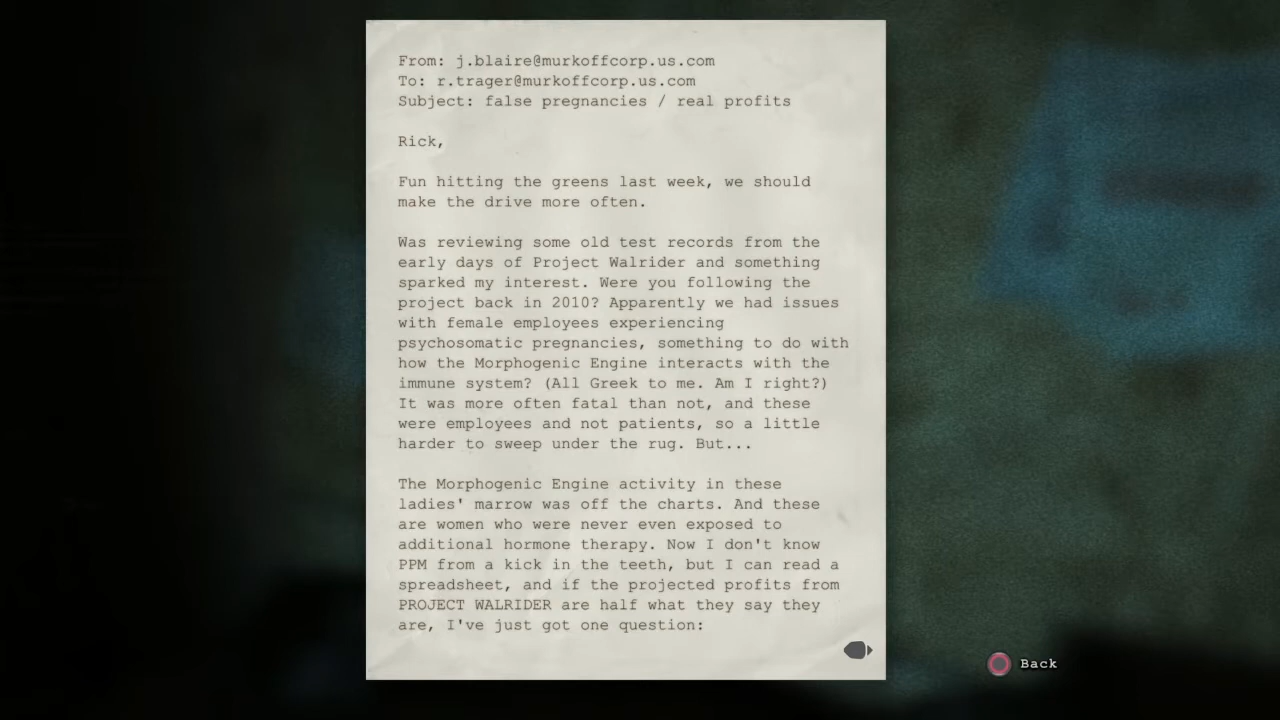 From: j.blaire@murkoffcorp.us.com
To: r.trager@murkoffcorp.us.com
Subject: false pregnancies / real profits
Rick,
Fun hitting the greens last week, we should
make the drive more often.
Was reviewing some old test records from the
early days of Project Walrider and something
sparked my interest. Were you following the
project back in 2010? Apparently we had issues
with female employees experiencing
psychosomatic pregnancies, something to do with
how the Morphogenic Engine interacts with the
immune system? (All Greek to me. Am I right?)
It was more often fatal than not, and these
were employees and not patients, so a little
harder to sweep under the rug. But...
The Morphogenic Engine activity in these
ladies' marrow was off the charts. And these
are women who were never even exposed to
additional hormone therapy. Now I don't know
PPM from a kick in the teeth, but I can read a
spreadsheet, and if the projected profits from
PROJECT WALRIDER are half what they say they
are, I've just got one question:
Back